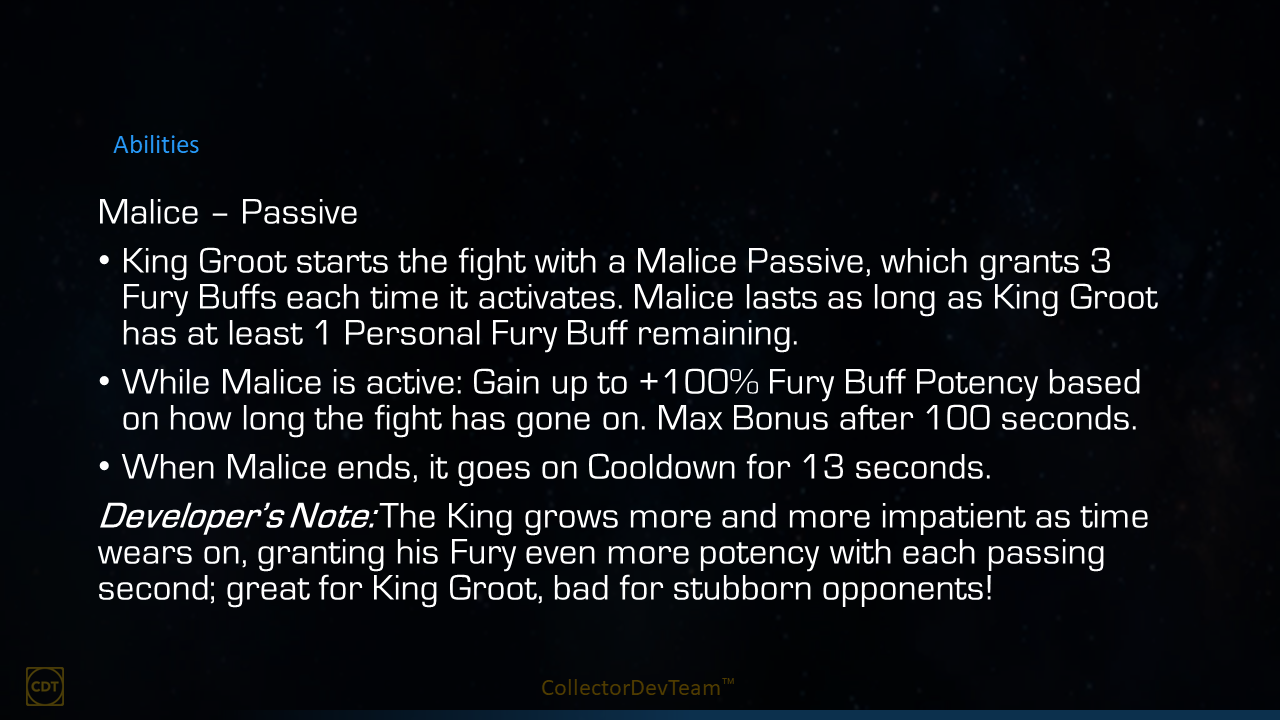 Abilities
Malice – Passive
• King Groot starts the fight with a Malice Passive, which grants 3
Fury Buffs each time it activates. Malice lasts as long as King Groot
has at least 1 Personal Fury Buff remaining.
• While Malice is active: Gain up to +100% Fury Buff Potency based
on how long the fight has gone on. Max Bonus after 100 seconds.
• When Malice ends, it goes on Cooldown for 13 seconds.
Developer's Note: The King grows more and more impatient as time
wears on, granting his Fury even more potency with each passing
second; great for King Groot, bad for stubborn opponents!
CDT
CollectorDevTeam™